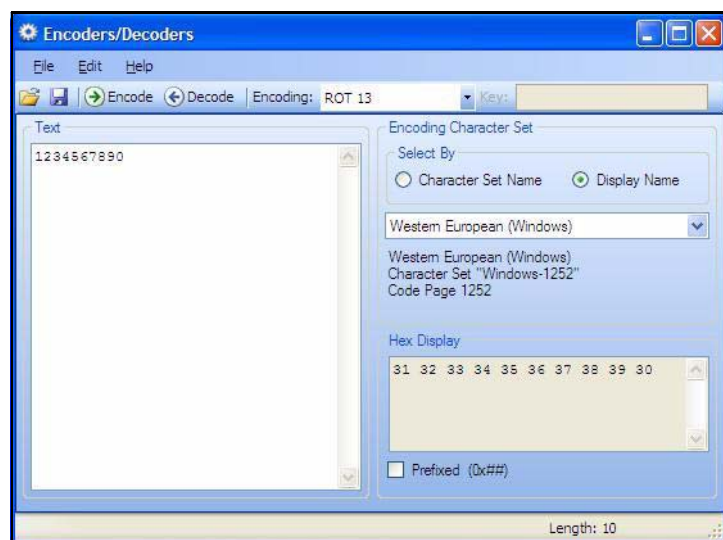 Encoders/Decoders
File Edit Help
Encode Decode Encoding: ROT 13 Key:
Text
1234567890
Encoding Character Set
Select By
Character Set Name Display Name
Western European (Windows)
Western European (Windows)
Character Set "Windows-1252"
Code Page 1252
Hex Display
31 32 33 34 35 36 37 38 39 30
Prefixed (0x##)
Length: 10